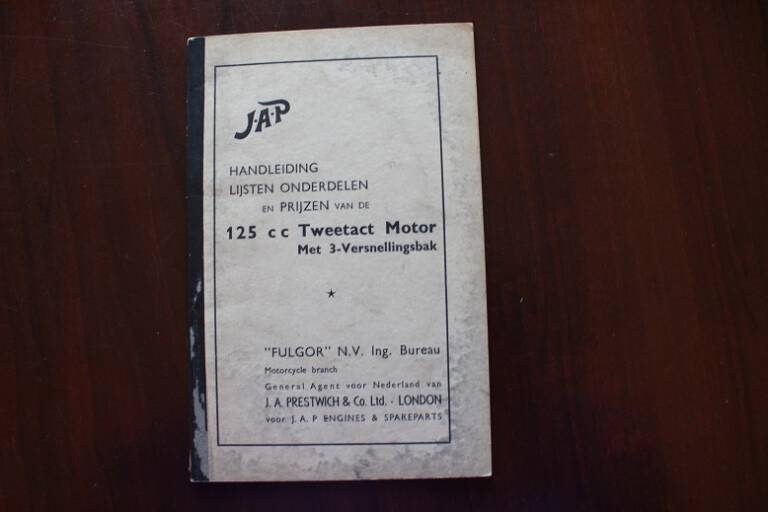 J·A·P
HANDLEIDING
LIJSTEN ONDERDELEN
EN PRIJZEN VAN DE
125 cc Tweetact Motor
Met 3-Versnellingsbak
"FULGOR" N.V. Ing. Bureau
Motorcycle branch
General Agent voor Nederland van
J. A. PRESTWICH & Co. Ltd. - LONDON
voor J. A. P ENGINES & SPAREPARTS